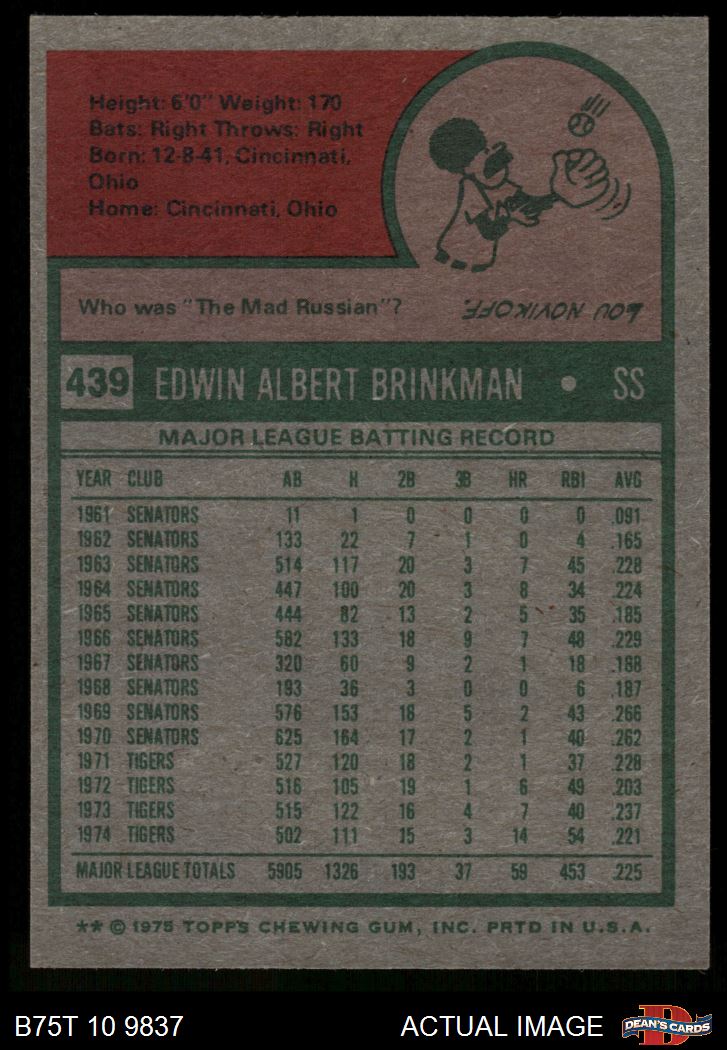 Height: 6'0" Weight: 170
Bats: Right Throws: Right
Born: 12-8-41, Cincinnati,
Ohio
Home: Cincinnati, Ohio
Who was "The Mad Russian"?
LOU NOVIKOFF.
439 EDWIN ALBERT BRINKMAN • SS
MAJOR LEAGUE BATTING RECORD
YEAR CLUB AB H 2B 3B HR RBI AVG
1961 SENATORS 11 1 0 0 0 0 .091
1962 SENATORS 133 22 7 1 0 4 .165
1963 SENATORS 514 117 20 3 7 45 .228
1964 SENATORS 447 100 20 3 8 34 .224
1965 SENATORS 444 82 13 2 5 35 .185
1966 SENATORS 582 133 18 9 7 48 .229
1967 SENATORS 320 60 9 2 1 18 .188
1968 SENATORS 193 36 3 0 0 6 .187
1969 SENATORS 576 153 18 5 2 43 .266
1970 SENATORS 625 164 17 2 1 40 .262
1971 TIGERS 527 120 18 2 1 37 .228
1972 TIGERS 516 105 19 1 6 49 .203
1973 TIGERS 515 122 16 4 7 40 .237
1974 TIGERS 502 111 15 3 14 54 .221
MAJOR LEAGUE TOTALS 5905 1326 193 37 59 453 .225
** © 1975 TOPPS CHEWING GUM, INC. PRTD IN U.S.A.
B75T 10 9837 ACTUAL IMAGE
D
DEAN'S CARDS